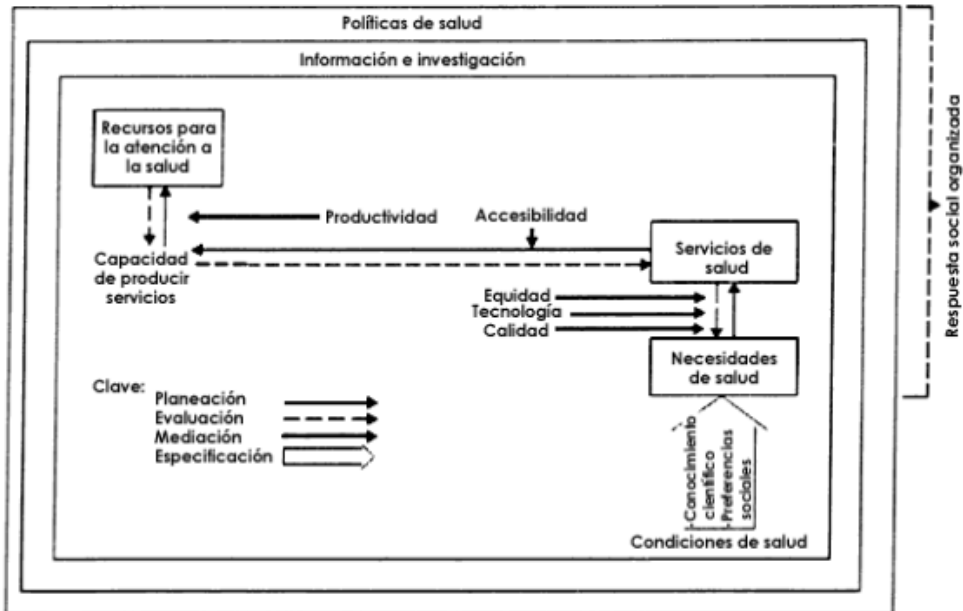 Políticas de salud
Información e investigación
Recursos para
la atención a
la salud
Productividad
Accesibilidad
Capacidad
de producir
servicios
Servicios de
salud
Equidad
Tecnología
Calidad
Necesidades
de salud
Clave:
Planeación
Evaluación
Mediación
Especificación
Conocimiento
científico
Preferencias
sociales
Condiciones de salud
Respuesta social organizada